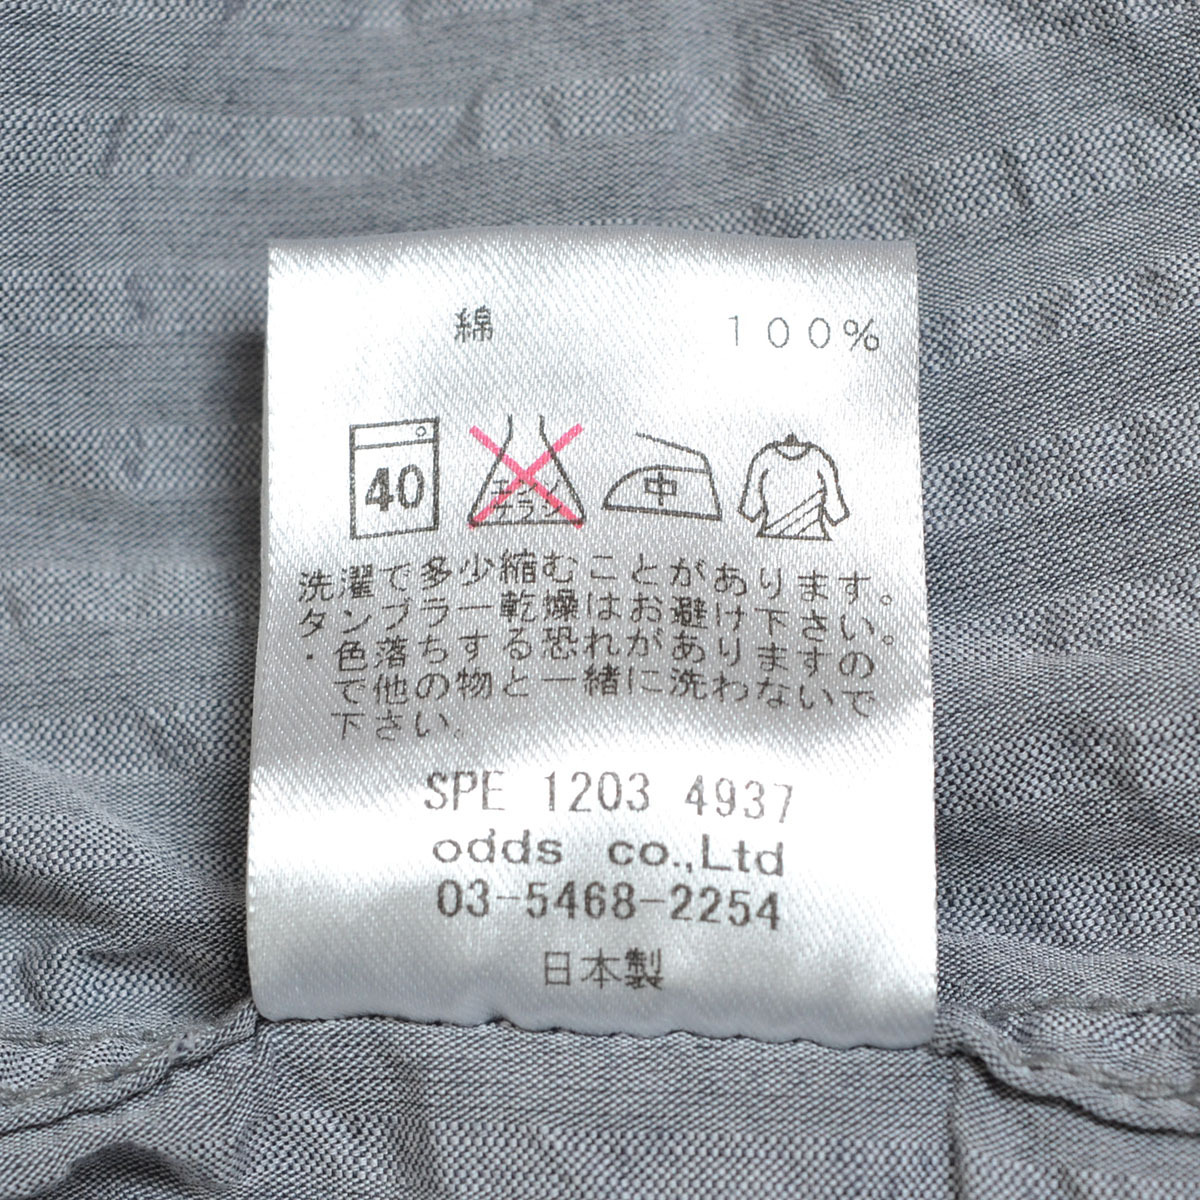 綿 100%
40 エンソ 中
サラシ
洗濯で多少縮むことがあります。
タンブラー乾燥はお避け下さい。
・色落ちする恐れがありますの
で他の物と一緒に洗わないで
下さい。
SPE 1203 4937
odds co.,Ltd
03-5468-2254
日本製